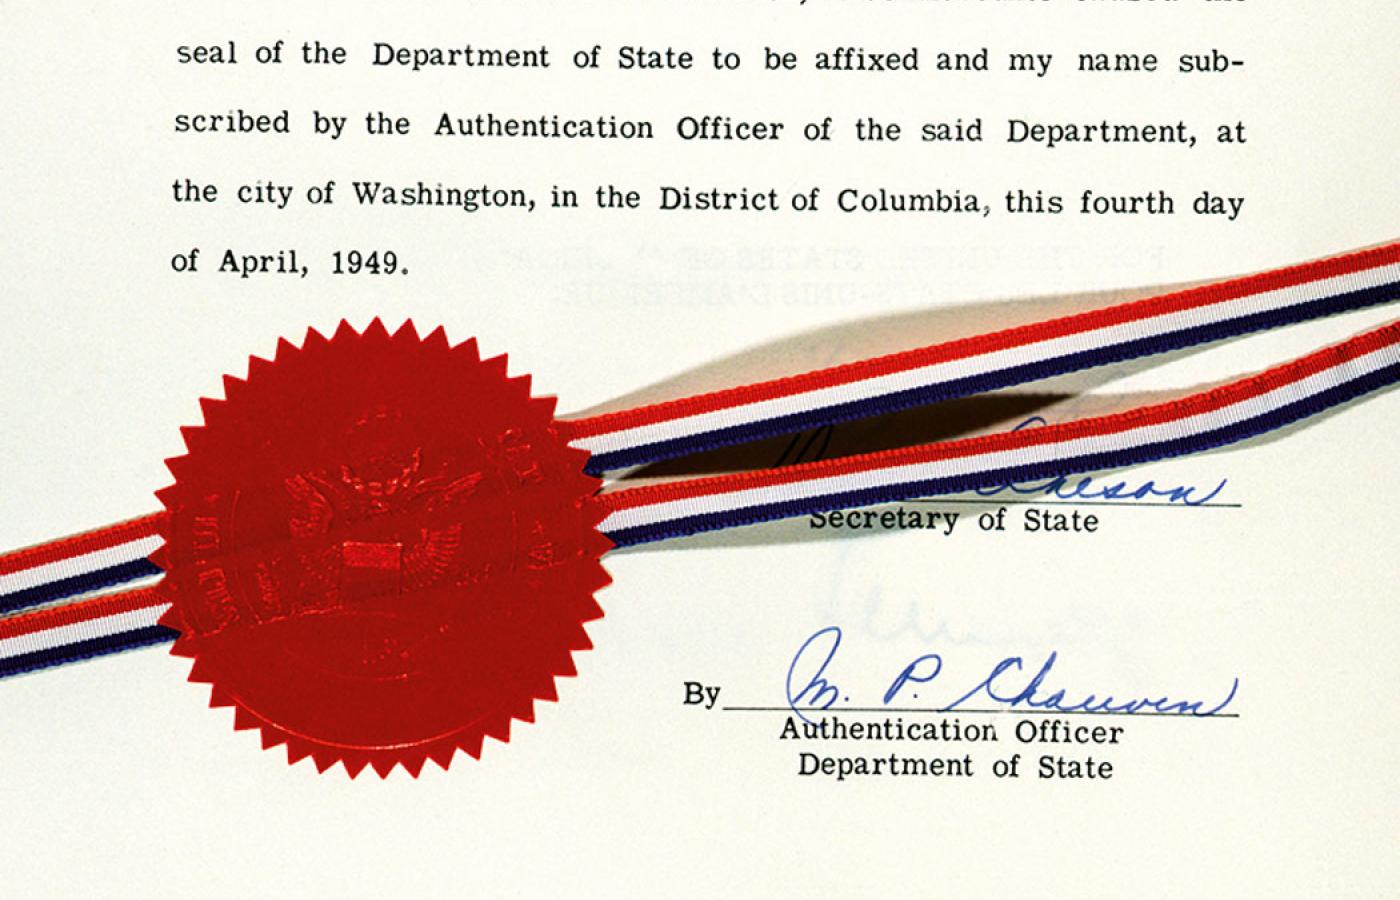 seal of the Department of State to be affixed and my name sub-
scribed by the Authentication Officer of the said Department, at
the city of Washington, in the District of Columbia, this fourth day
of April, 1949.
Secretary of State
By M. P. Chauvin
Authentication Officer
Department of State